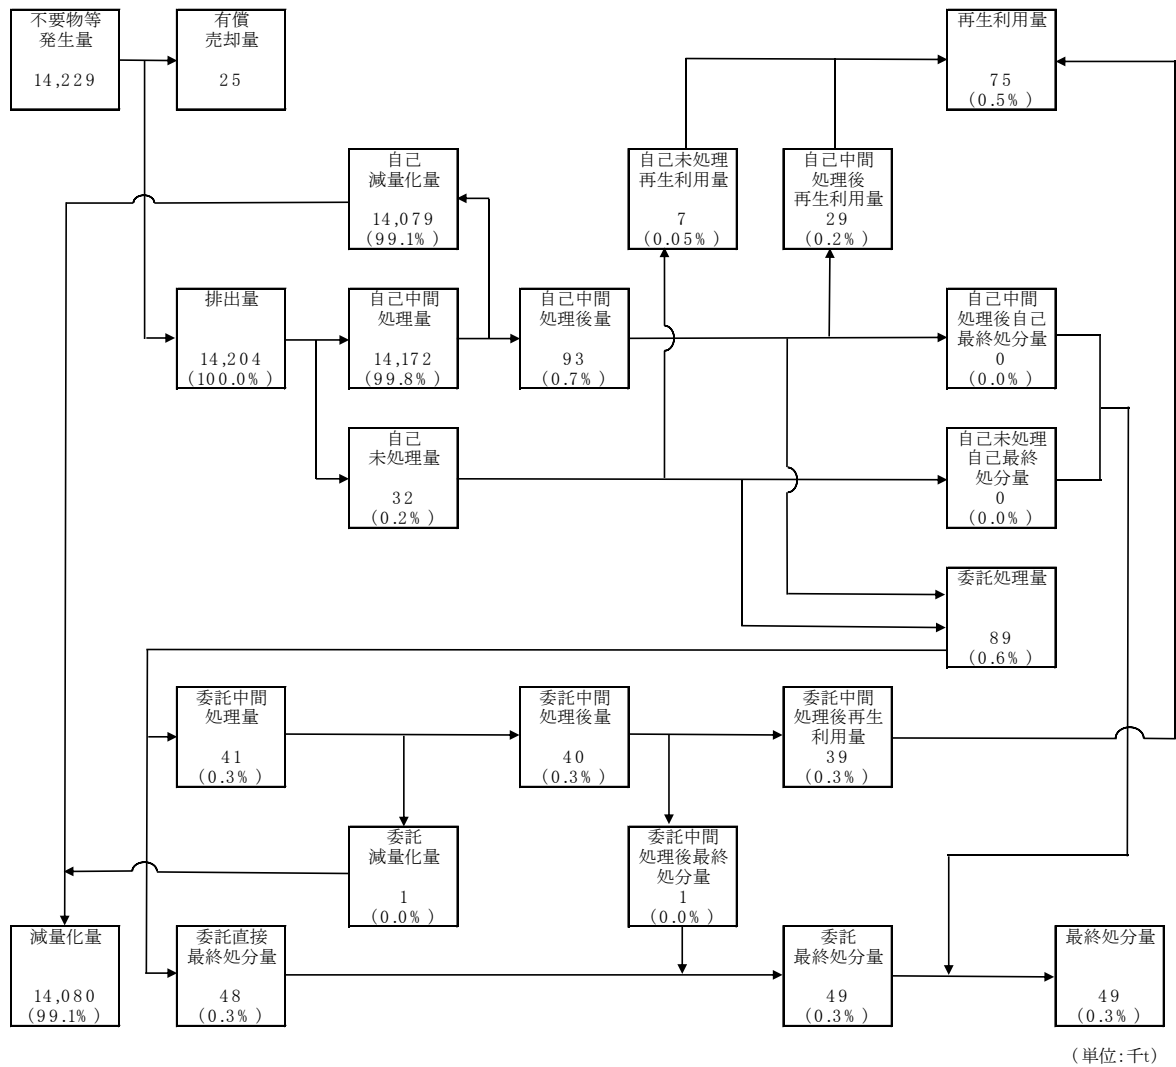 不要物等
発生量
14,229
有償
売却量
25
再生利用量
75
(0.5%)
自己
減量化量
14,079
(99.1%)
自己未処理
再生利用量
7
(0.05%)
自己中間
処理後
再生利用量
29
(0.2%)
排出量
14,204
(100.0%)
自己中間
処理量
14,172
(99.8%)
自己中間
処理後量
93
(0.7%)
自己中間
処理後自己
最終処分量
0
(0.0%)
自己
未処理量
32
(0.2%)
自己未処理
自己最終
処分量
0
(0.0%)
委託処理量
89
(0.6%)
委託中間
処理量
41
(0.3%)
委託中間
処理後量
40
(0.3%)
委託中間
処理後再生
利用量
39
(0.3%)
委託
減量化量
1
(0.0%)
委託中間
処理後最終
処分量
1
(0.0%)
減量化量
14,080
(99.1%)
委託直接
最終処分量
48
(0.3%)
委託
最終処分量
49
(0.3%)
最終処分量
49
(0.3%)
(単位:千t)